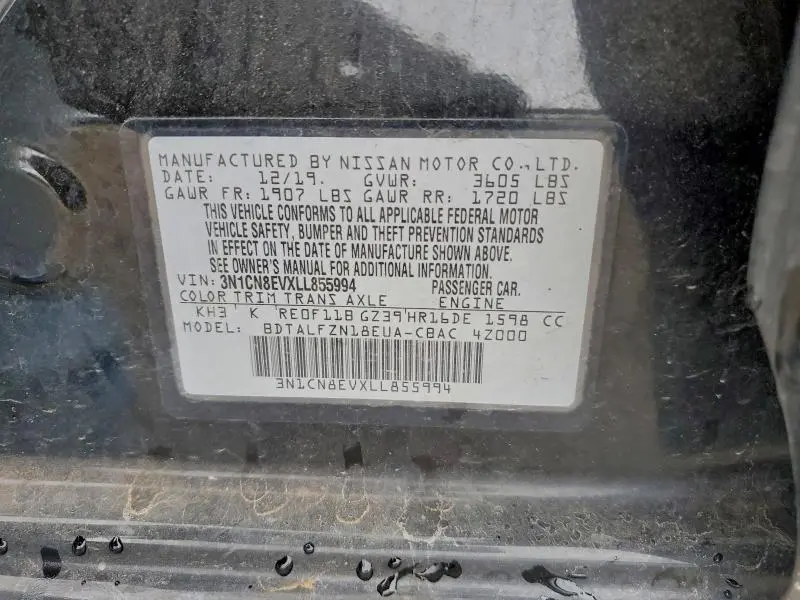 MANUFACTURED BY NISSAN MOTOR CO.,LTD.
DATE: 12/19. GVWR: 3605 LBS
GAWR FR: 1907 LBS GAWR RR: 1720 LBS
THIS VEHICLE CONFORMS TO ALL APPLICABLE FEDERAL MOTOR
VEHICLE SAFETY, BUMPER AND THEFT PREVENTION STANDARDS
IN EFFECT ON THE DATE OF MANUFACTURE SHOWN ABOVE.
SEE OWNER'S MANUAL FOR ADDITIONAL INFORMATION.
VIN: 3N1CN8EVXLL855994 PASSENGER CAR.
COLOR TRIM TRANS AXLE ENGINE
KH3 K RE0F11B GZ39 HR16DE 1598 CC
MODEL: BDTALFZN18EUA-CBAC 4Z000
3N1CN8EVXLL855994